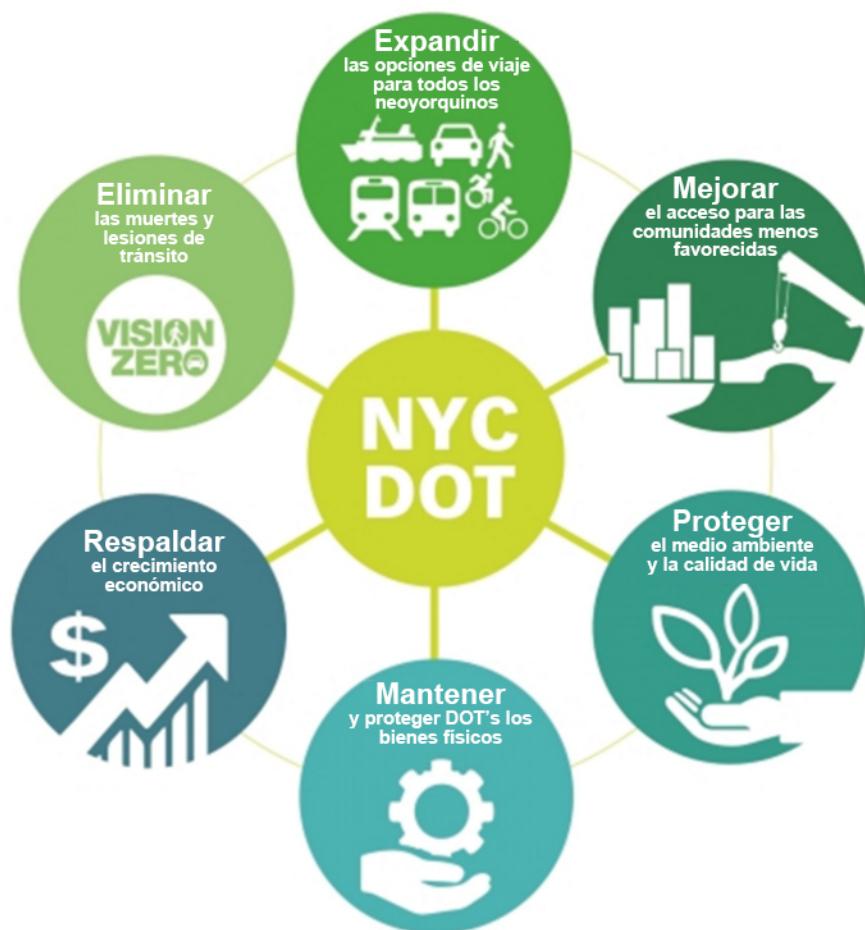 Expandir
las opciones de viaje
para todos los
neoyorquinos
Mejorar
el acceso para las
comunidades menos
favorecidas
Proteger
el medio ambiente
y la calidad de vida
Mantener
y proteger DOT's los
bienes físicos
Respaldar
el crecimiento
económico
$
Eliminar
las muertes y
lesiones de
tránsito
VISION
ZERO
NYC
DOT